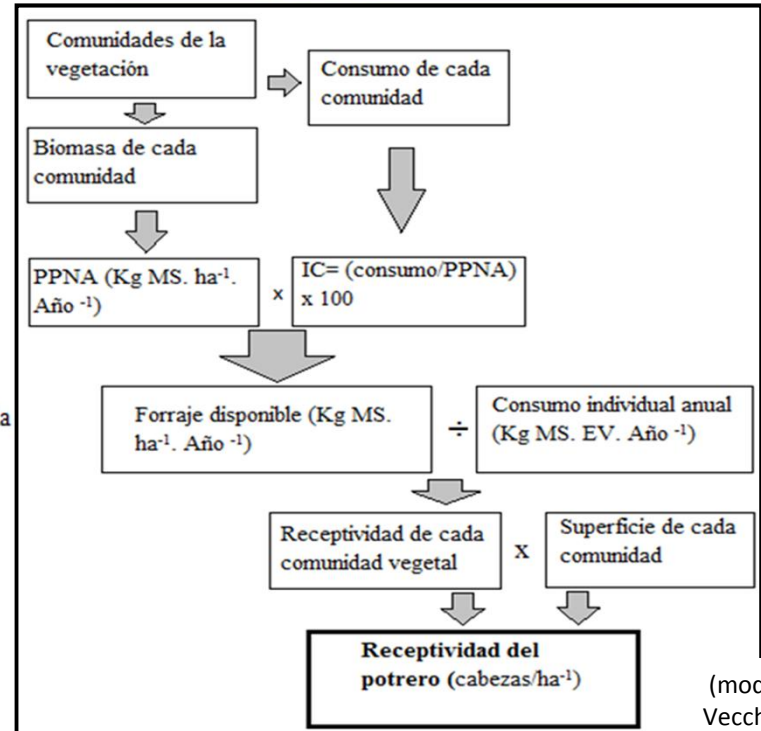 Comunidades de la
vegetación
Consumo de cada
comunidad
Biomasa de cada
comunidad
PPNA (Kg MS. ha⁻¹.
Año ⁻¹)
x
IC= (consumo/PPNA)
x 100
a
Forraje disponible (Kg MS.
ha⁻¹. Año ⁻¹)
÷
Consumo individual anual
(Kg MS. EV. Año ⁻¹)
Receptividad de cada
comunidad vegetal
x
Superficie de cada
comunidad
Receptividad del
potrero (cabezas/ha⁻¹)
(mod
Vecch